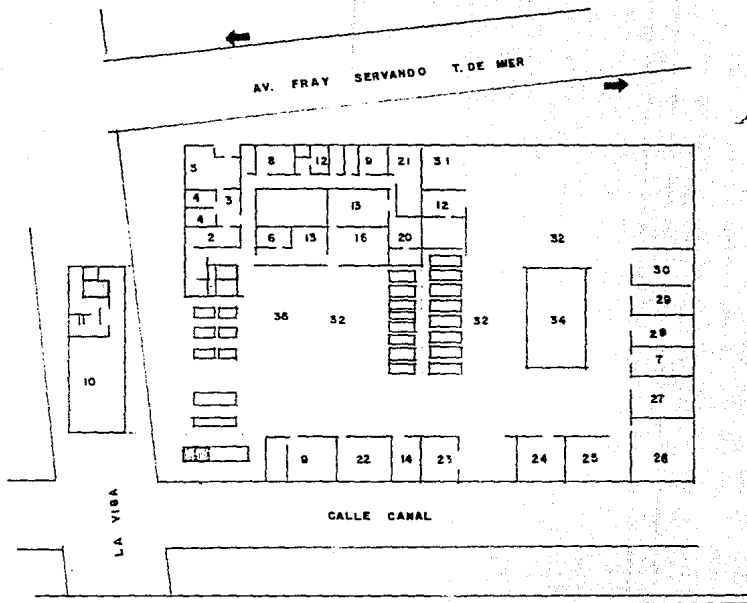 AV. FRAY SERVANDO T. DE MIER
5 8 12 9 21 31
4 3 13 12
4
2 6 13 16 20 32
30
29
36 32 32 34 28
7
10 27
9 22 14 23 24 25 26
LA VIGA
CALLE CANAL